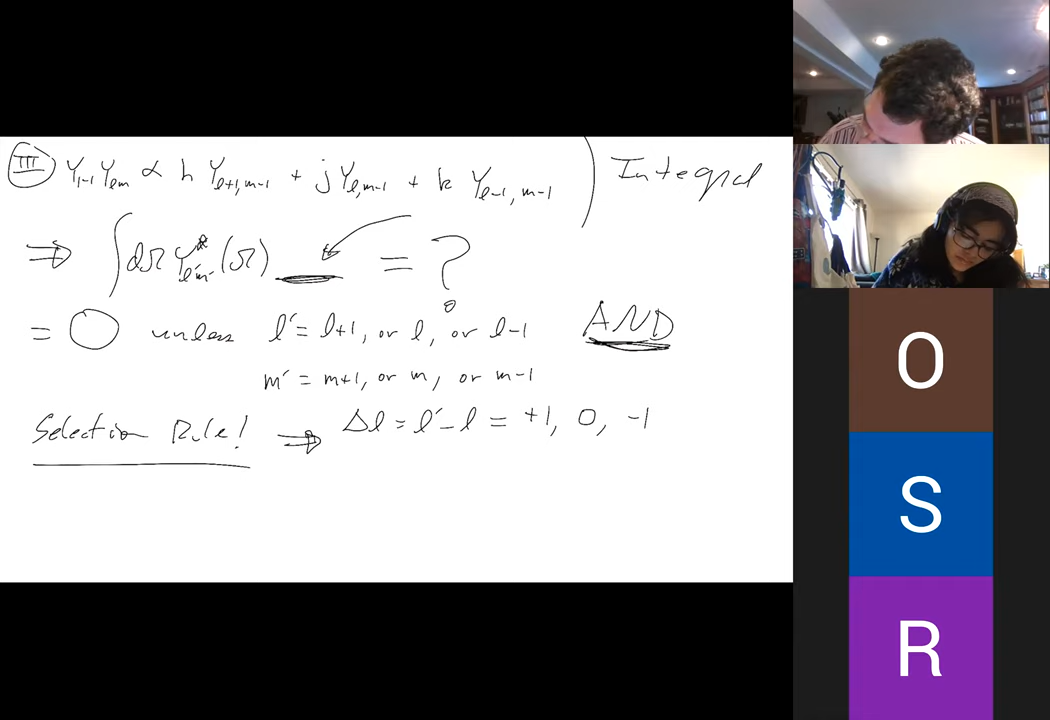 III Y₁₋₁ Yₗₘ ∝ h Yₗ₊₁,ₘ₋₁ + j Yₗ,ₘ₋₁ + k Yₗ₋₁,ₘ₋₁ ) Integral
⇒ ∫dΩ Y*ₗ′ₘ′(Ω) ____ = ?
= 0 unless l′ = l+1, or l, or l-1 AND
m′ = m+1, or m, or m-1
Selection Rule! ⇒ Δl = l′ - l = +1, 0, -1
O
S
R